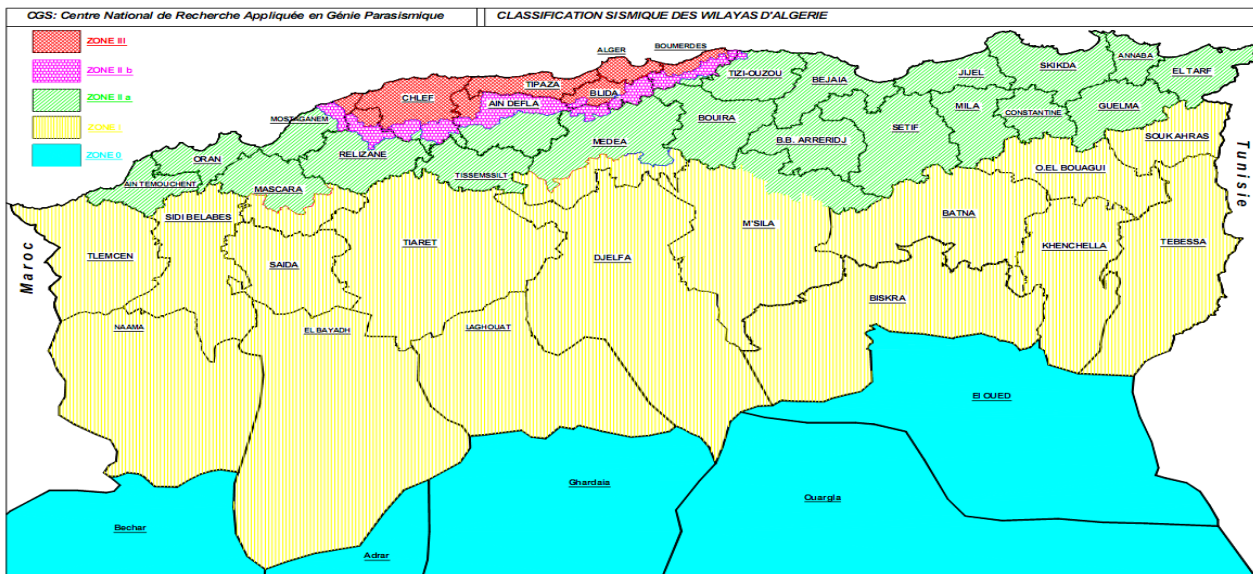 CGS: Centre National de Recherche Appliquée en Génie Parasismique
CLASSIFICATION SISMIQUE DES WILAYAS D'ALGERIE
ZONE III
ZONE II b
ZONE II a
ZONE I
ZONE 0
ALGER
BOUMERDES
TIPAZA
BLIDA
CHLEF
AIN DEFLA
TIZI-OUZOU
BEJAIA
JIJEL
SKIKDA
ANNABA
EL TARF
MOSTAGANEM
BOUIRA
SETIF
MILA
CONSTANTINE
GUELMA
SOUK AHRAS
ORAN
RELIZANE
MEDEA
B.B. ARRERIDJ
O.EL BOUAGUI
AIN TEMOUCHENT
MASCARA
TISSEMSSILT
SIDI BELABES
M'SILA
BATNA
TLEMCEN
SAIDA
TIARET
DJELFA
KHENCHELLA
TEBESSA
BISKRA
NAAMA
EL BAYADH
LAGHOUAT
El OUED
Ghardaia
Ouargla
Bechar
Adrar
Maroc
Tunisie